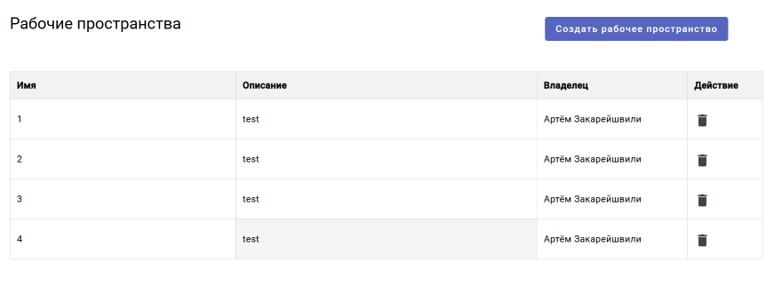 Рабочие пространства
Создать рабочее пространство
Имя Описание Владелец Действие
1 test Артём Закарейшвили
2 test Артём Закарейшвили
3 test Артём Закарейшвили
4 test Артём Закарейшвили